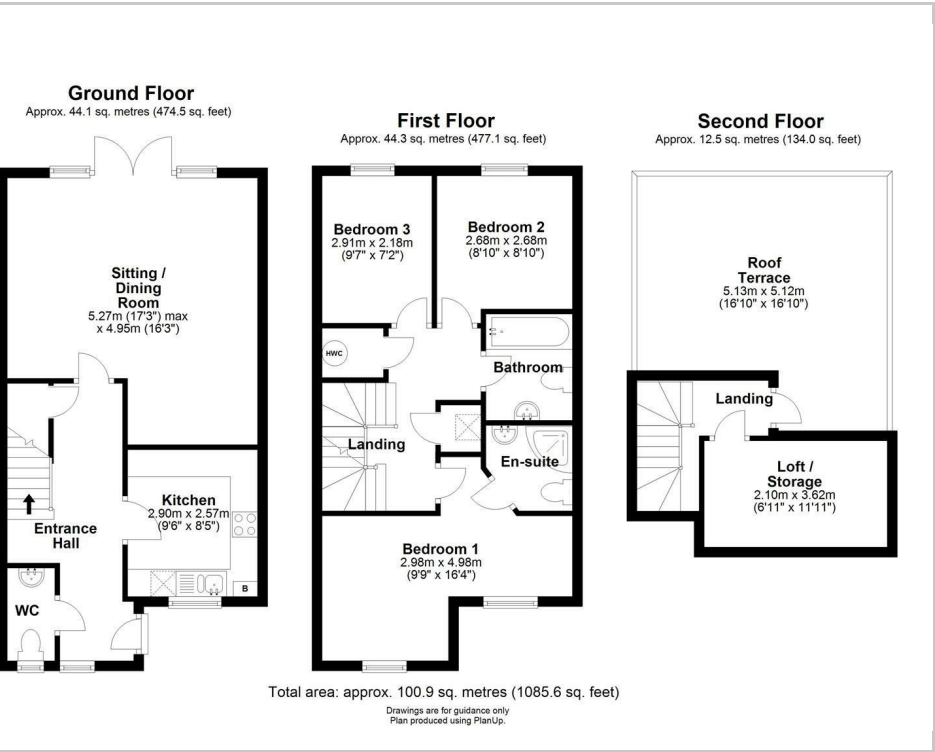 Ground Floor
Approx. 44.1 sq. metres (474.5 sq. feet)
Sitting /
Dining
Room
5.27m (17'3") max
x 4.95m (16'3")
Kitchen
2.90m x 2.57m
(9'6" x 8'5")
Entrance
Hall
WC
B
First Floor
Approx. 44.3 sq. metres (477.1 sq. feet)
Bedroom 3
2.91m x 2.18m
(9'7" x 7'2")
Bedroom 2
2.68m x 2.68m
(8'10" x 8'10")
HWC
Bathroom
Landing
En-suite
Bedroom 1
2.98m x 4.98m
(9'9" x 16'4")
Second Floor
Approx. 12.5 sq. metres (134.0 sq. feet)
Roof
Terrace
5.13m x 5.12m
(16'10" x 16'10")
Landing
Loft /
Storage
2.10m x 3.62m
(6'11" x 11'11")
Total area: approx. 100.9 sq. metres (1085.6 sq. feet)
Drawings are for guidance only
Plan produced using PlanUp.